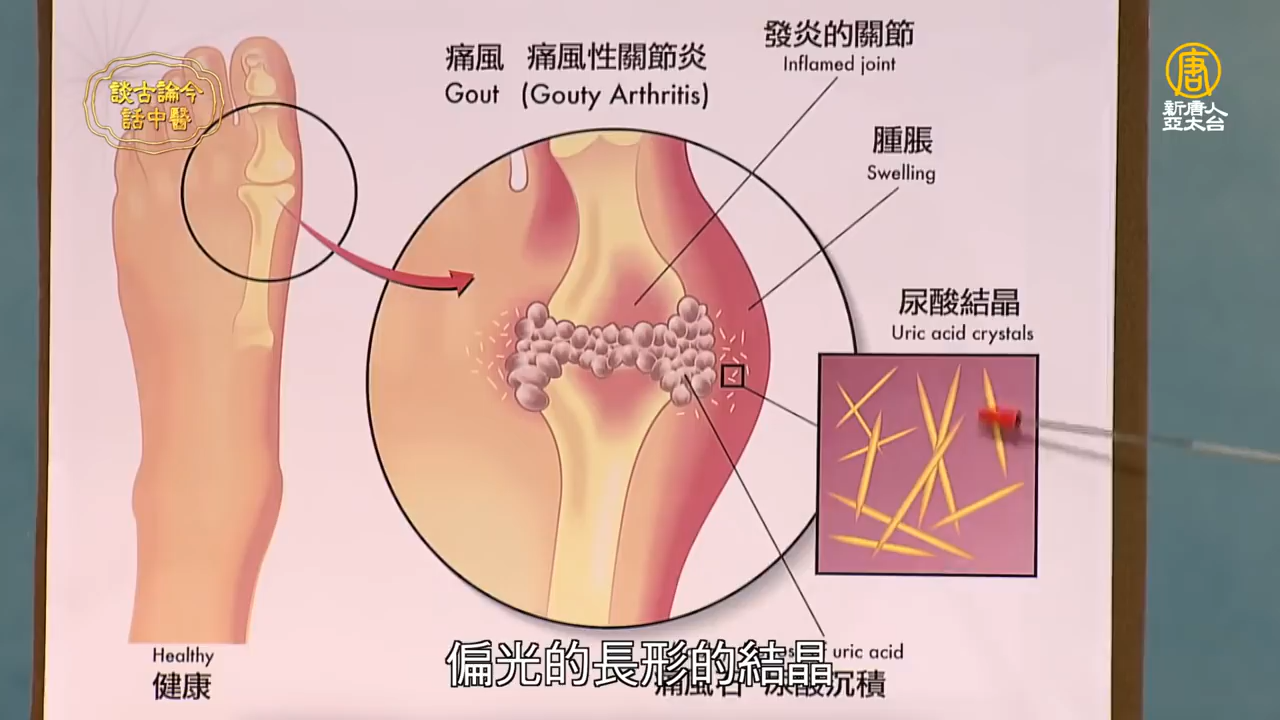 談古論今
話中醫
唐
新唐人
亞太台
痛風 痛風性關節炎
Gout (Gouty Arthritis)
發炎的關節
Inflamed joint
腫脹
Swelling
尿酸結晶
Uric acid crystals
Healthy
健康
uric acid
尿酸沉積
偏光的長形的結晶